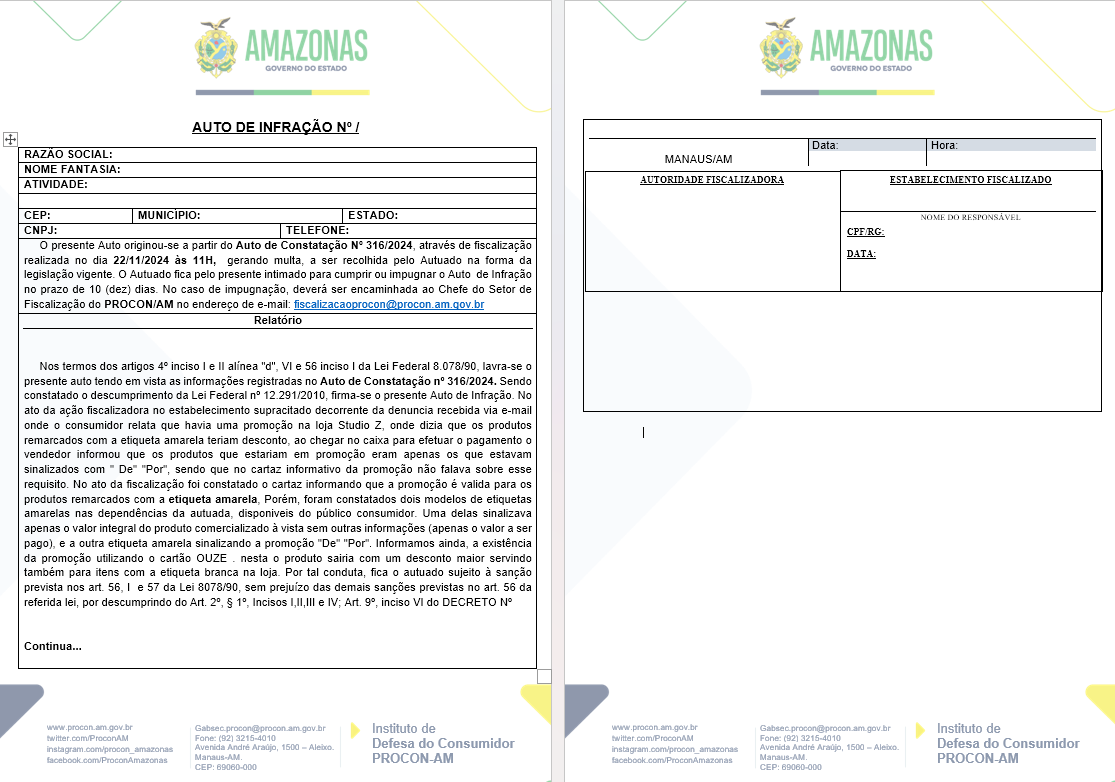 AMAZONAS
GOVERNO DO ESTADO
AUTO DE INFRAÇÃO Nº /
RAZÃO SOCIAL:
NOME FANTASIA:
ATIVIDADE:
CEP: MUNICÍPIO: ESTADO:
CNPJ: TELEFONE:
O presente Auto originou-se a partir do Auto de Constatação Nº 316/2024, através de fiscalização
realizada no dia 22/11/2024 às 11H, gerando multa, a ser recolhida pelo Autuado na forma da
legislação vigente. O Autuado fica pelo presente intimado para cumprir ou impugnar o Auto de Infração
no prazo de 10 (dez) dias. No caso de impugnação, deverá ser encaminhada ao Chefe do Setor de
Fiscalização do PROCON/AM no endereço de e-mail: fiscalizacaoprocon@procon.am.gov.br
Relatório
Nos termos dos artigos 4º inciso I e II alínea "d", VI e 56 inciso I da Lei Federal 8.078/90, lavra-se o
presente auto tendo em vista as informações registradas no Auto de Constatação nº 316/2024. Sendo
constatado o descumprimento da Lei Federal nº 12.291/2010, firma-se o presente Auto de Infração. No
ato da ação fiscalizadora no estabelecimento supracitado decorrente da denuncia recebida via e-mail
onde o consumidor relata que havia uma promoção na loja Studio Z, onde dizia que os produtos
remarcados com a etiqueta amarela teriam desconto, ao chegar no caixa para efetuar o pagamento o
vendedor informou que os produtos que estariam em promoção eram apenas os que estavam
sinalizados com " De" "Por", sendo que no cartaz informativo da promoção não falava sobre esse
requisito. No ato da fiscalização foi constatado o cartaz informando que a promoção é valida para os
produtos remarcados com a etiqueta amarela, Porém, foram constatados dois modelos de etiquetas
amarelas nas dependências da autuada, disponiveis do público consumidor. Uma delas sinalizava
apenas o valor integral do produto comercializado à vista sem outras informações (apenas o valor a ser
pago), e a outra etiqueta amarela sinalizando a promoção "De" "Por". Informamos ainda, a existência
da promoção utilizando o cartão OUZE . nesta o produto sairia com um desconto maior servindo
também para itens com a etiqueta branca na loja. Por tal conduta, fica o autuado sujeito à sanção
prevista nos art. 56, I e 57 da Lei 8078/90, sem prejuízo das demais sanções previstas no art. 56 da
referida lei, por descumprindo do Art. 2º, § 1º, Incisos I,II,III e IV; Art. 9º, inciso VI do DECRETO Nº
Continua...
www.procon.am.gov.br
twitter.com/ProconAM
instagram.com/procon_amazonas
facebook.com/ProconAmazonas
Gabsec.procon@procon.am.gov.br
Fone: (92) 3215-4010
Avenida André Araújo, 1500 – Aleixo.
Manaus-AM.
CEP: 69060-000
Instituto de
Defesa do Consumidor
PROCON-AM
AMAZONAS
GOVERNO DO ESTADO
MANAUS/AM
Data: Hora:
AUTORIDADE FISCALIZADORA
ESTABELECIMENTO FISCALIZADO
NOME DO RESPONSÁVEL
CPF/RG:
DATA:
www.procon.am.gov.br
twitter.com/ProconAM
instagram.com/procon_amazonas
facebook.com/ProconAmazonas
Gabsec.procon@procon.am.gov.br
Fone: (92) 3215-4010
Avenida André Araújo, 1500 – Aleixo.
Manaus-AM.
CEP: 69060-000
Instituto de
Defesa do Consumidor
PROCON-AM